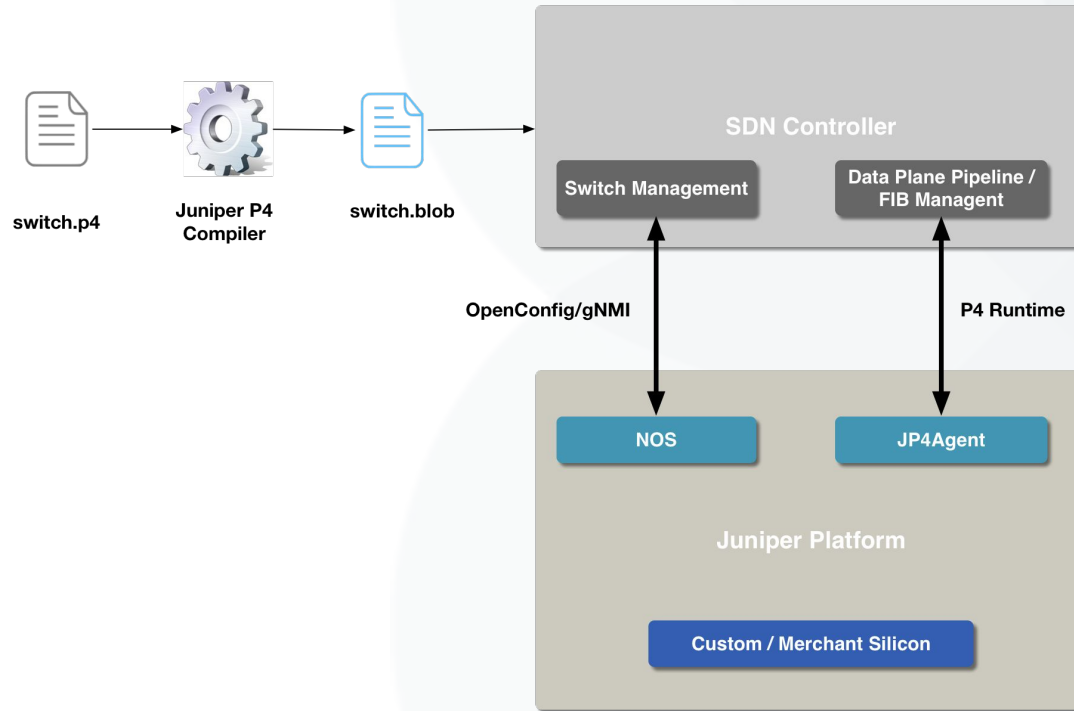 SDN Controller
Switch Management
Data Plane Pipeline /
FIB Managent
switch.p4
Juniper P4
Compiler
switch.blob
OpenConfig/gNMI
P4 Runtime
NOS
JP4Agent
Juniper Platform
Custom / Merchant Silicon